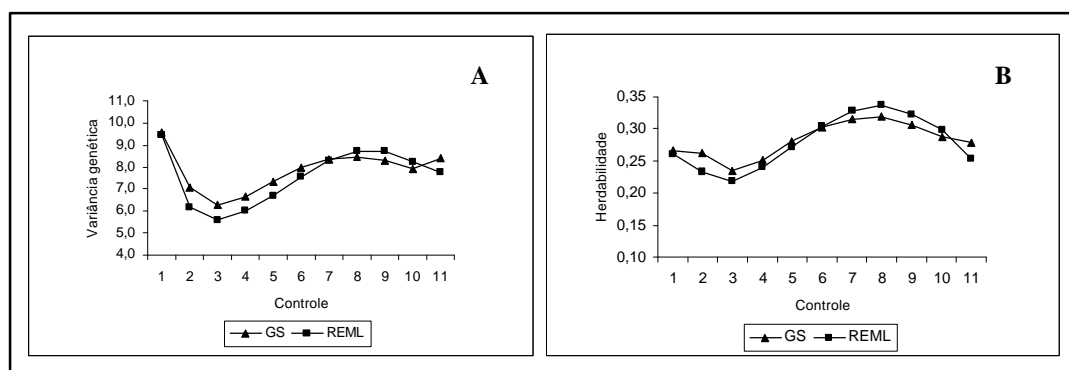 A
Variância genética
11,0
10,0
9,0
8,0
7,0
6,0
5,0
4,0
1 2 3 4 5 6 7 8 9 10 11
Controle
GS REML
B
Herdabilidade
0,35
0,30
0,25
0,20
0,15
0,10
1 2 3 4 5 6 7 8 9 10 11
Controle
GS REML